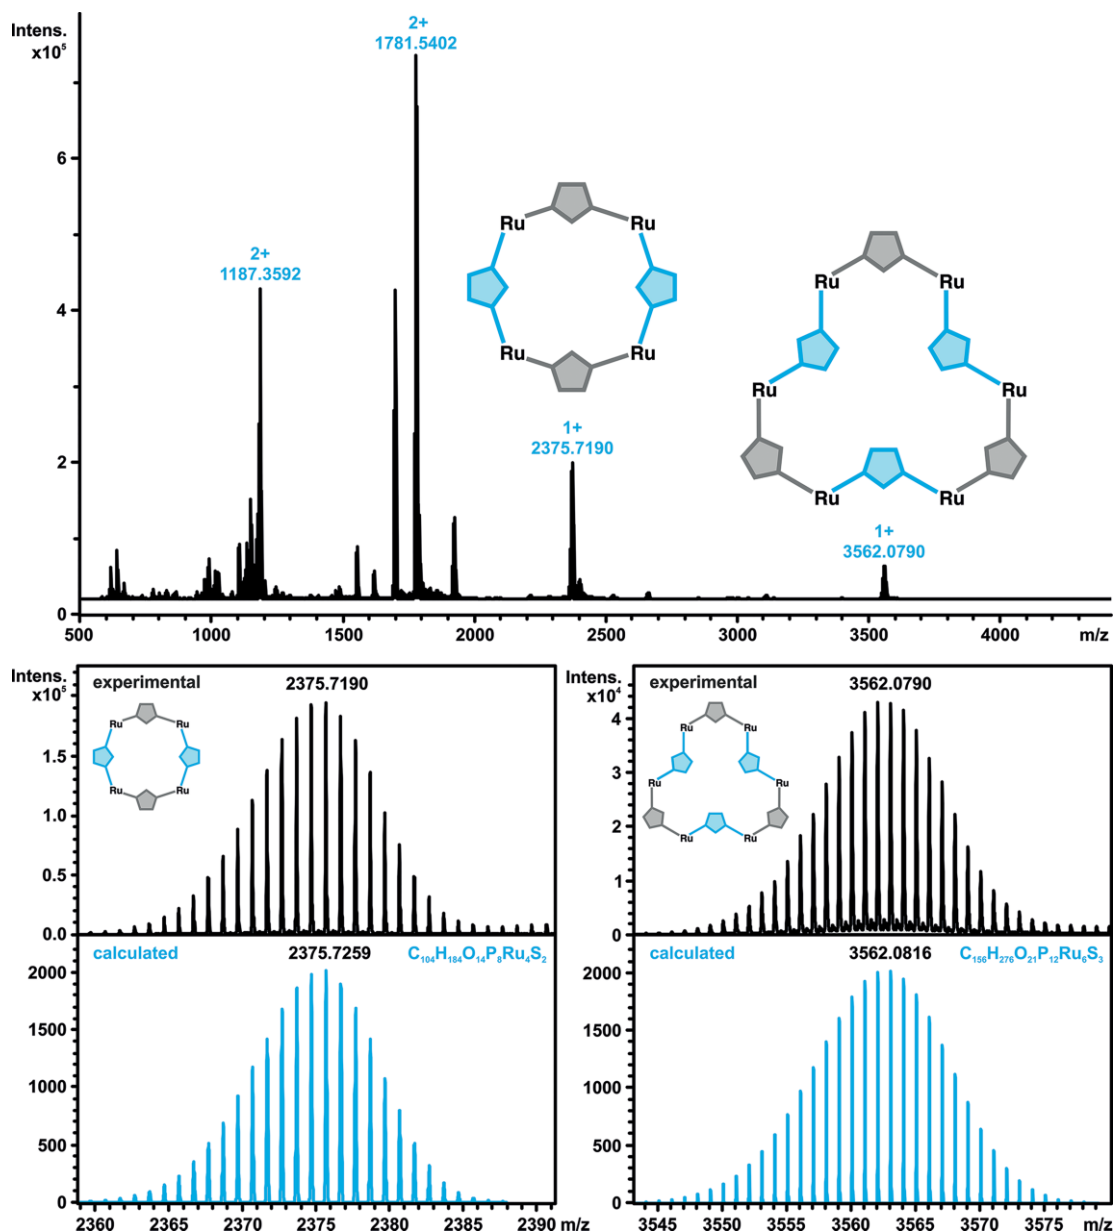 Intens.
x10⁵
2+
1781.5402
2+
1187.3592
1+
2375.7190
1+
3562.0790
Ru Ru
Ru Ru
Ru Ru
Ru Ru
Ru Ru
6
4
2
0
500 1000 1500 2000 2500 3000 3500 4000 m/z
Intens.
x10⁵
experimental
2375.7190
Ru Ru
Ru Ru
1.5
1.0
0.5
0.0
calculated
2375.7259
C₁₀₄H₁₈₄O₁₄P₈Ru₄S₂
2000
1500
1000
500
0
2360 2365 2370 2375 2380 2385 2390 m/z
Intens.
x10⁴
experimental
3562.0790
Ru Ru
Ru Ru
Ru Ru
4
3
2
1
0
calculated
3562.0816
C₁₅₆H₂₇₆O₂₁P₁₂Ru₆S₃
2000
1500
1000
500
0
3545 3550 3555 3560 3565 3570 3575 m/z